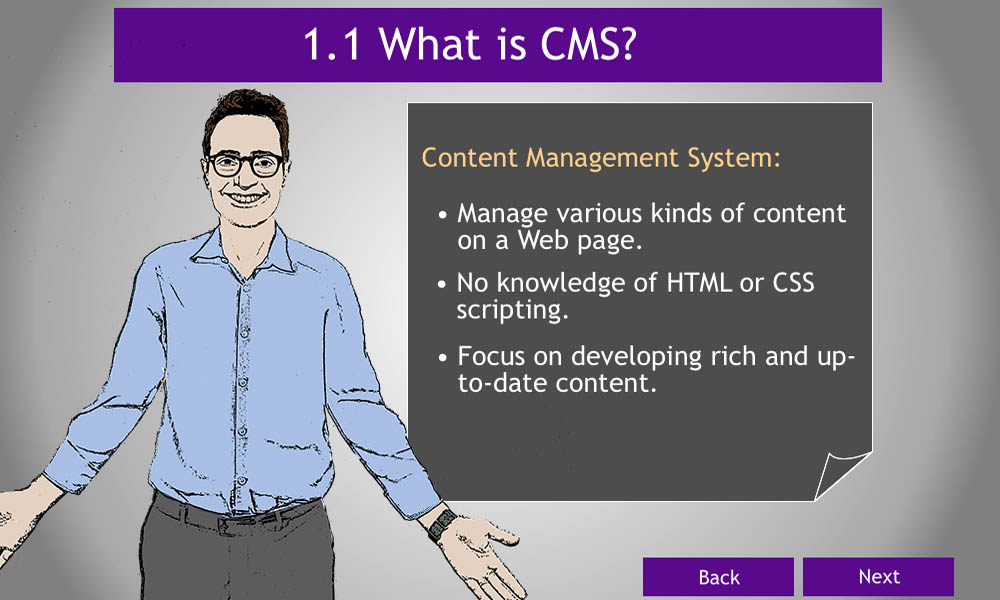 1.1 What is CMS?
Content Management System:
• Manage various kinds of content
on a Web page.
• No knowledge of HTML or CSS
scripting.
• Focus on developing rich and up-
to-date content.
Back
Next